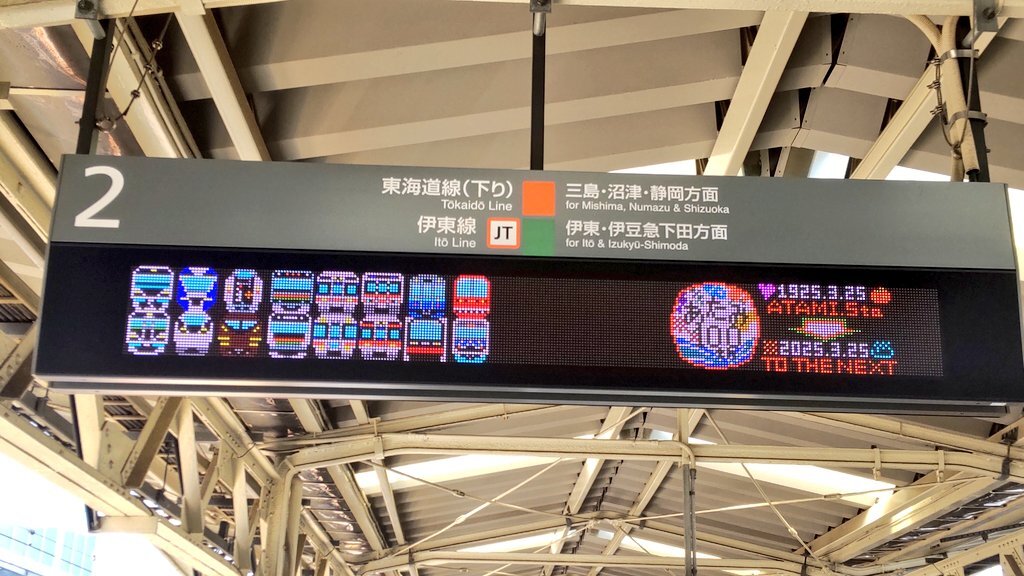 2
東海道線(下り)
Tōkaidō Line
三島・沼津・静岡方面
for Mishima, Numazu & Shizuoka
伊東線
Itō Line
JT
伊東・伊豆急下田方面
for Itō & Izukyū-Shimoda
100
1925.3.25
ATAMI.Sta
2025.3.25
TO THE NEXT